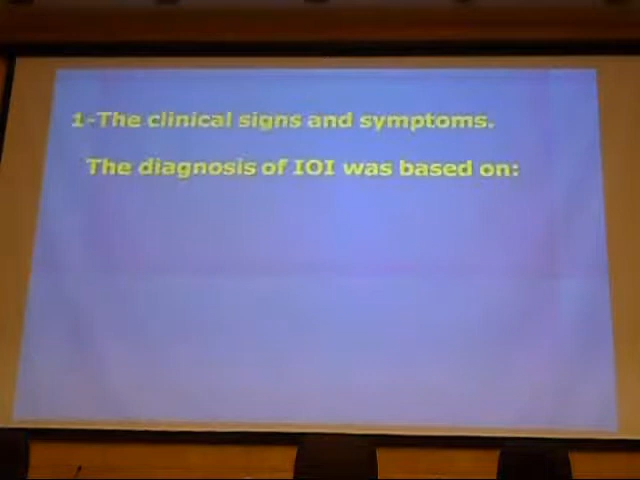 1-The clinical signs and symptoms.
The diagnosis of IOI was based on: